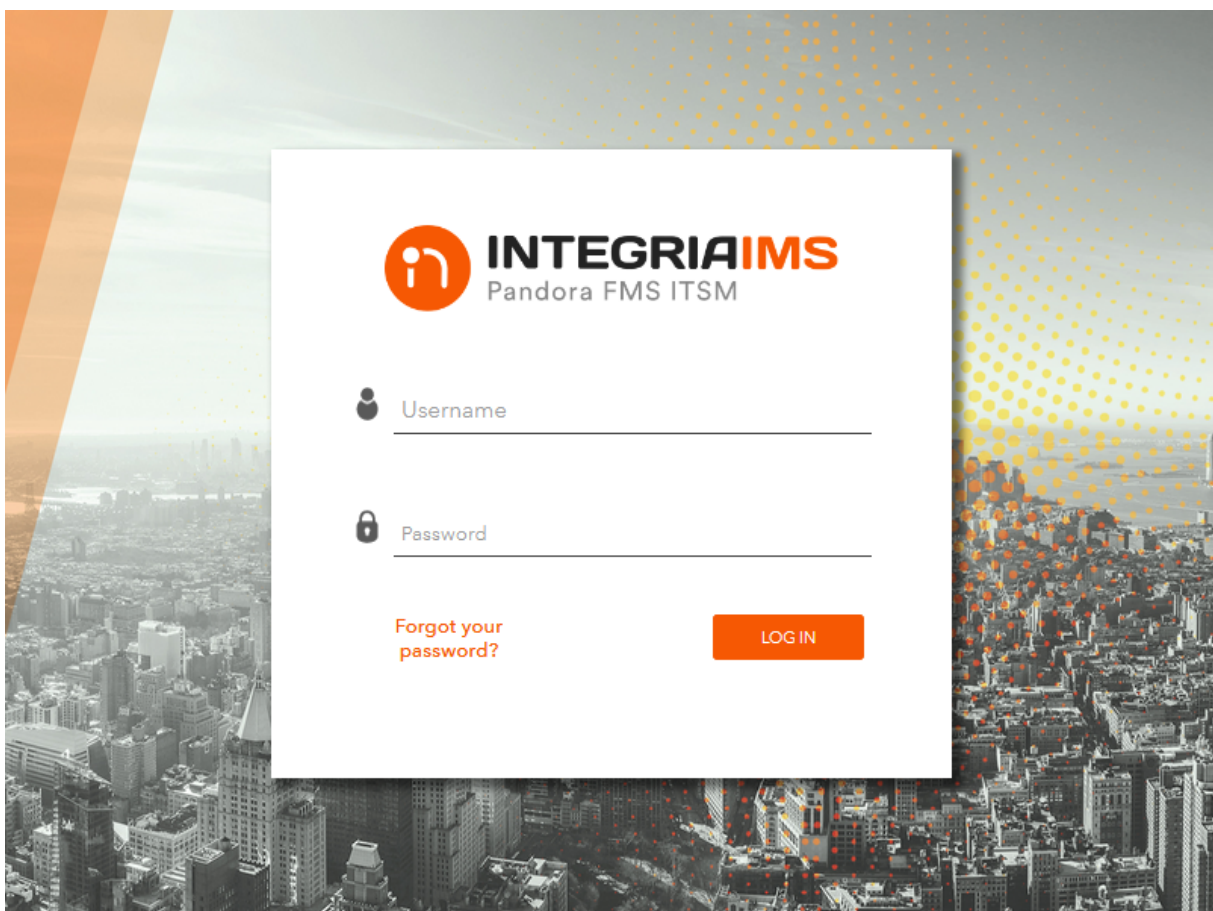 INTEGRIAIMS
Pandora FMS ITSM
Username
Password
Forgot your
password?
LOG IN